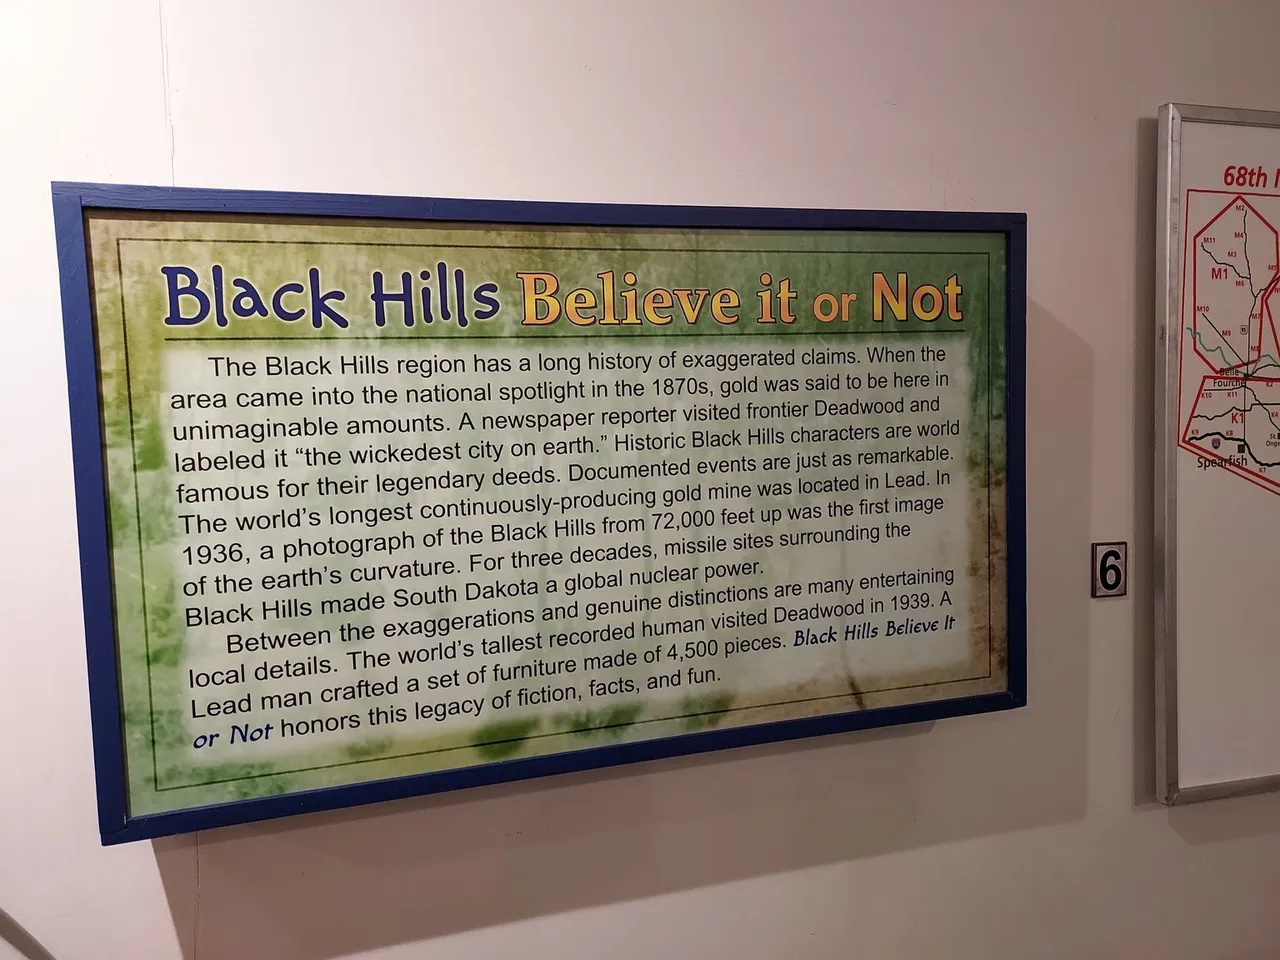 Black Hills Believe it or Not
The Black Hills region has a long history of exaggerated claims. When the
area came into the national spotlight in the 1870s, gold was said to be here in
unimaginable amounts. A newspaper reporter visited frontier Deadwood and
labeled it “the wickedest city on earth.” Historic Black Hills characters are world
famous for their legendary deeds. Documented events are just as remarkable.
The world’s longest continuously-producing gold mine was located in Lead. In
1936, a photograph of the Black Hills from 72,000 feet up was the first image
of the earth’s curvature. For three decades, missile sites surrounding the
Black Hills made South Dakota a global nuclear power.
Between the exaggerations and genuine distinctions are many entertaining
local details. The world’s tallest recorded human visited Deadwood in 1939. A
Lead man crafted a set of furniture made of 4,500 pieces. Black Hills Believe It
or Not honors this legacy of fiction, facts, and fun.
6
68th
M2
M11
M4
M3
M1
M6
M10
M9
Belle
Fourche
K10
K11
K1
K9
K8
Spearfish
K7